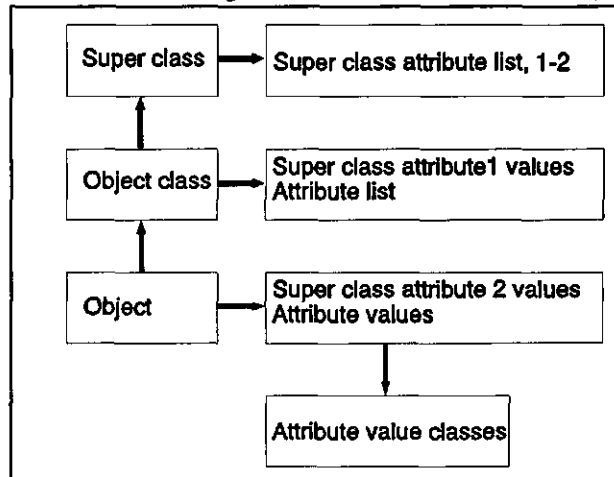 Super class
Super class attribute list, 1-2
Object class
Super class attribute1 values
Attribute list
Object
Super class attribute 2 values
Attribute values
Attribute value classes